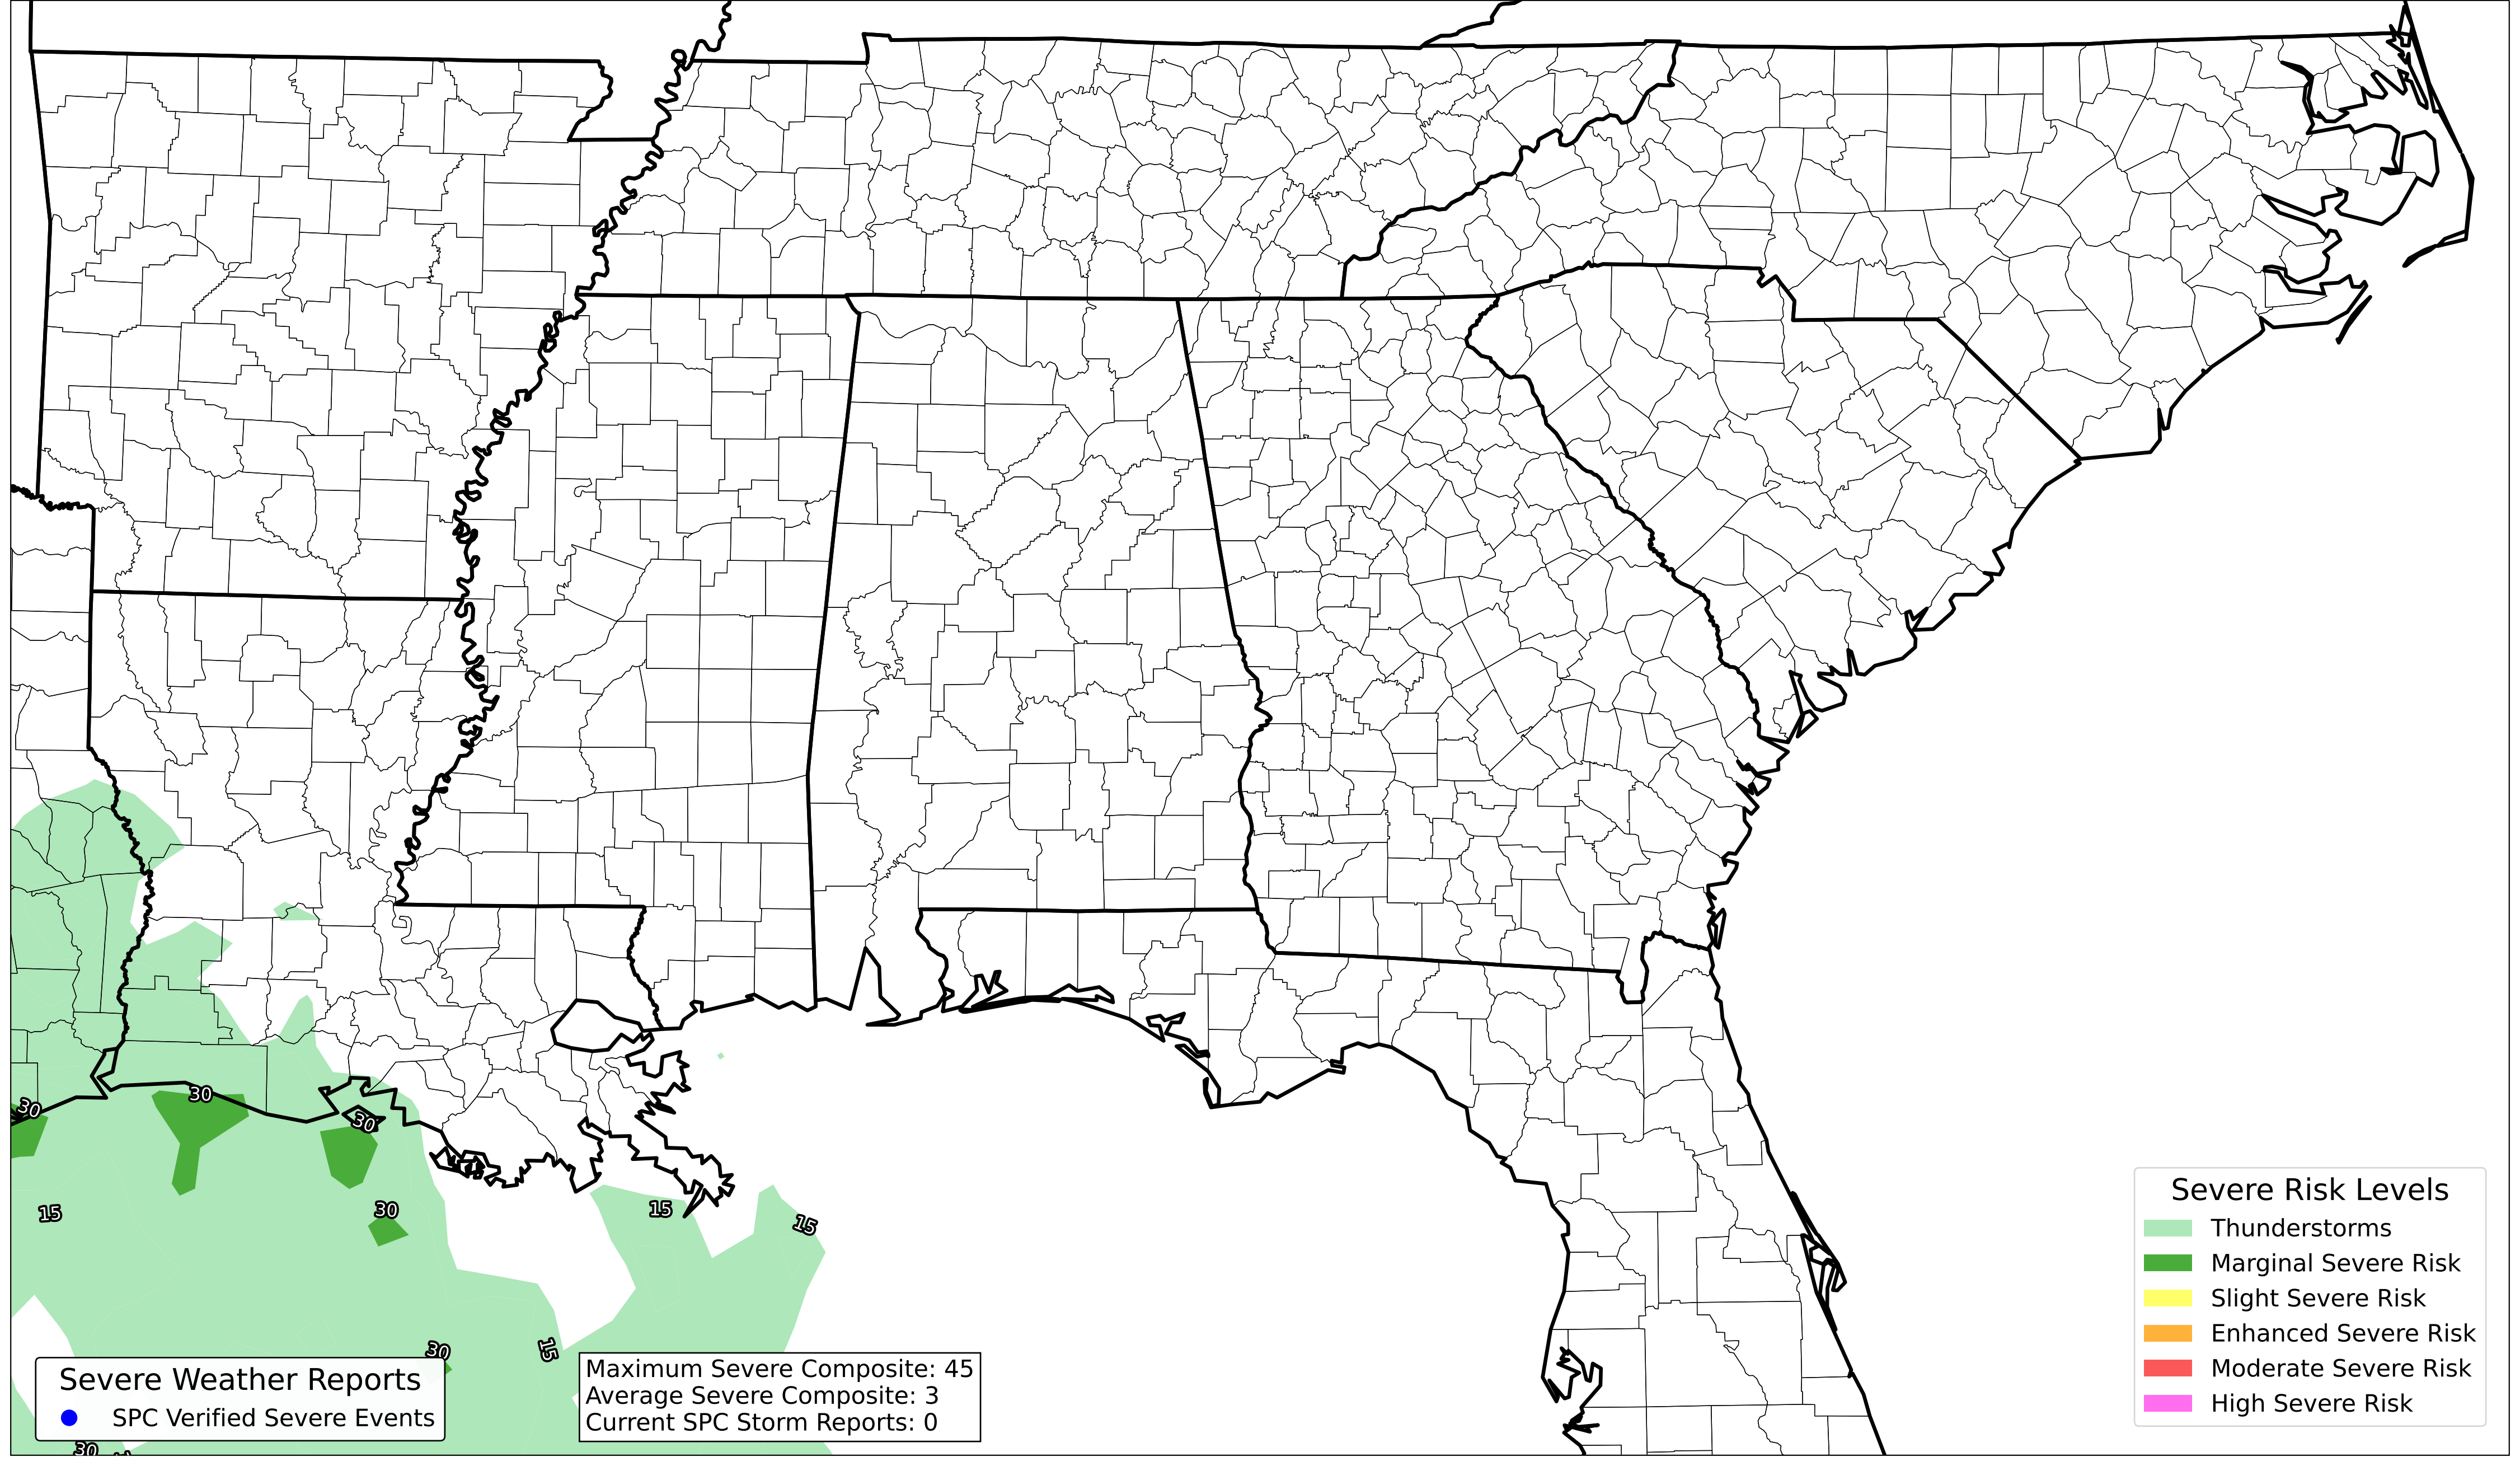 30
30
30
15
30
15
15
30
15
30
Severe Weather Reports
SPC Verified Severe Events
Maximum Severe Composite: 45
Average Severe Composite: 3
Current SPC Storm Reports: 0
Severe Risk Levels
Thunderstorms
Marginal Severe Risk
Slight Severe Risk
Enhanced Severe Risk
Moderate Severe Risk
High Severe Risk